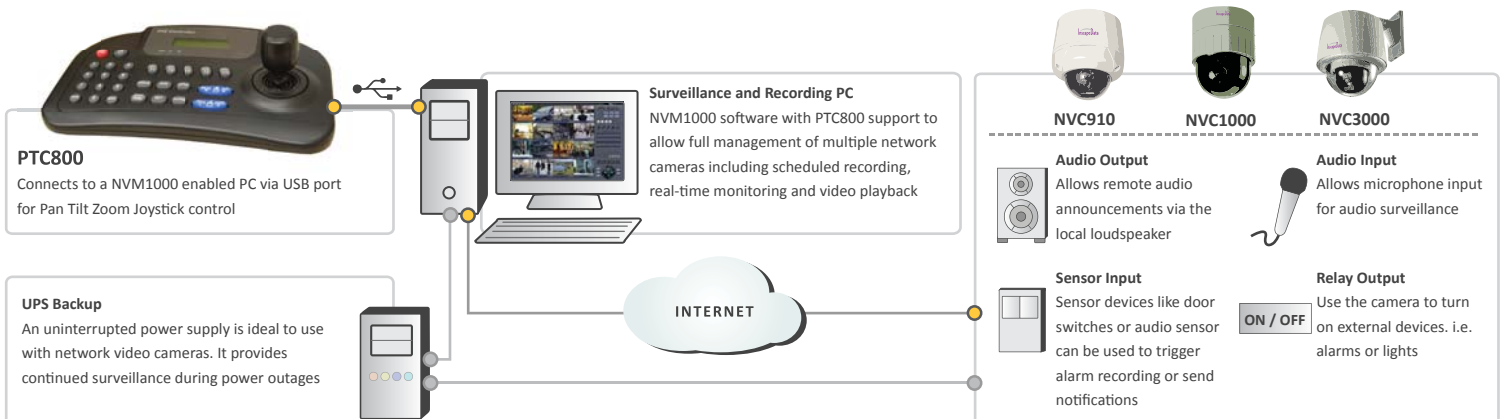 PTC800
Connects to a NVM1000 enabled PC via USB port
for Pan Tilt Zoom Joystick control
Surveillance and Recording PC
NVM1000 software with PTC800 support to
allow full management of multiple network
cameras including scheduled recording,
real-time monitoring and video playback
UPS Backup
An uninterrupted power supply is ideal to use
with network video cameras. It provides
continued surveillance during power outages
INTERNET
NVC910
NVC1000
NVC3000
Audio Output
Allows remote audio
announcements via the
local loudspeaker
Audio Input
Allows microphone input
for audio surveillance
Sensor Input
Sensor devices like door
switches or audio sensor
can be used to trigger
alarm recording or send
notifications
ON / OFF
Relay Output
Use the camera to turn
on external devices. i.e.
alarms or lights